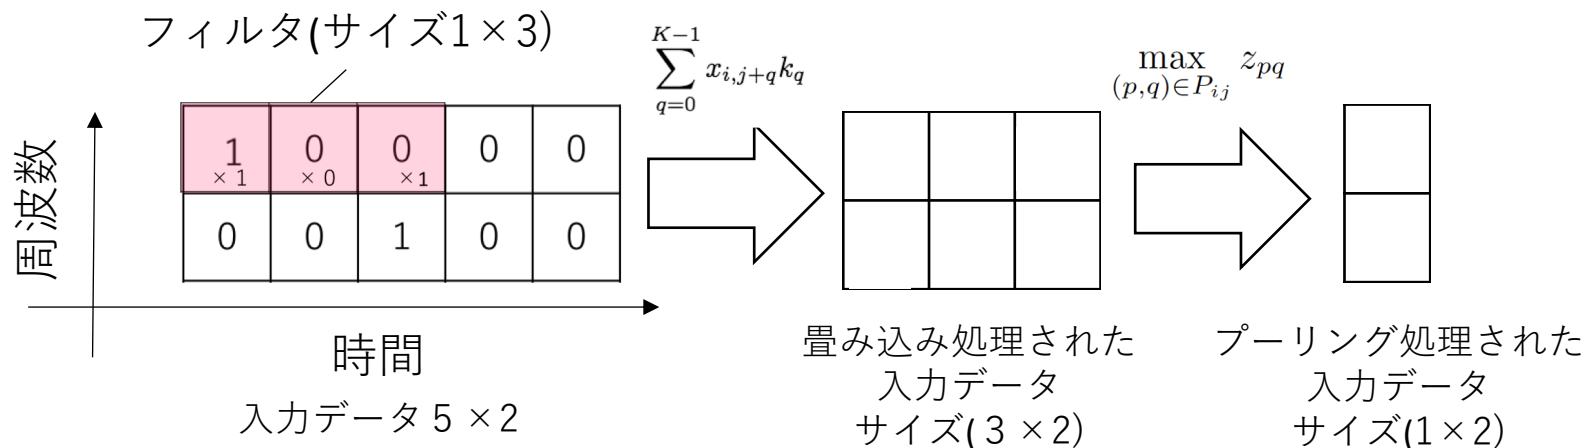 フィルタ(サイズ1×3)
K−1
∑ x_{i,j+q}k_q
q=0
max z_{pq}
(p,q)∈P_{ij}
周波数
1 0 0 0 0
×1 ×0 ×1
0 0 1 0 0
時間
入力データ 5 ×2
畳み込み処理された
入力データ
サイズ( 3 ×2)
プーリング処理された
入力データ
サイズ(1×2)